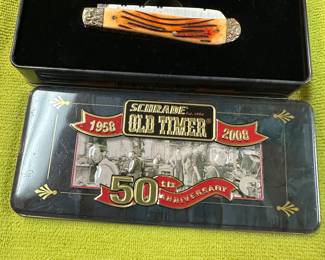 SCHRADE
1958 OLD TIMER 2008
50th
ANNIVERSARY